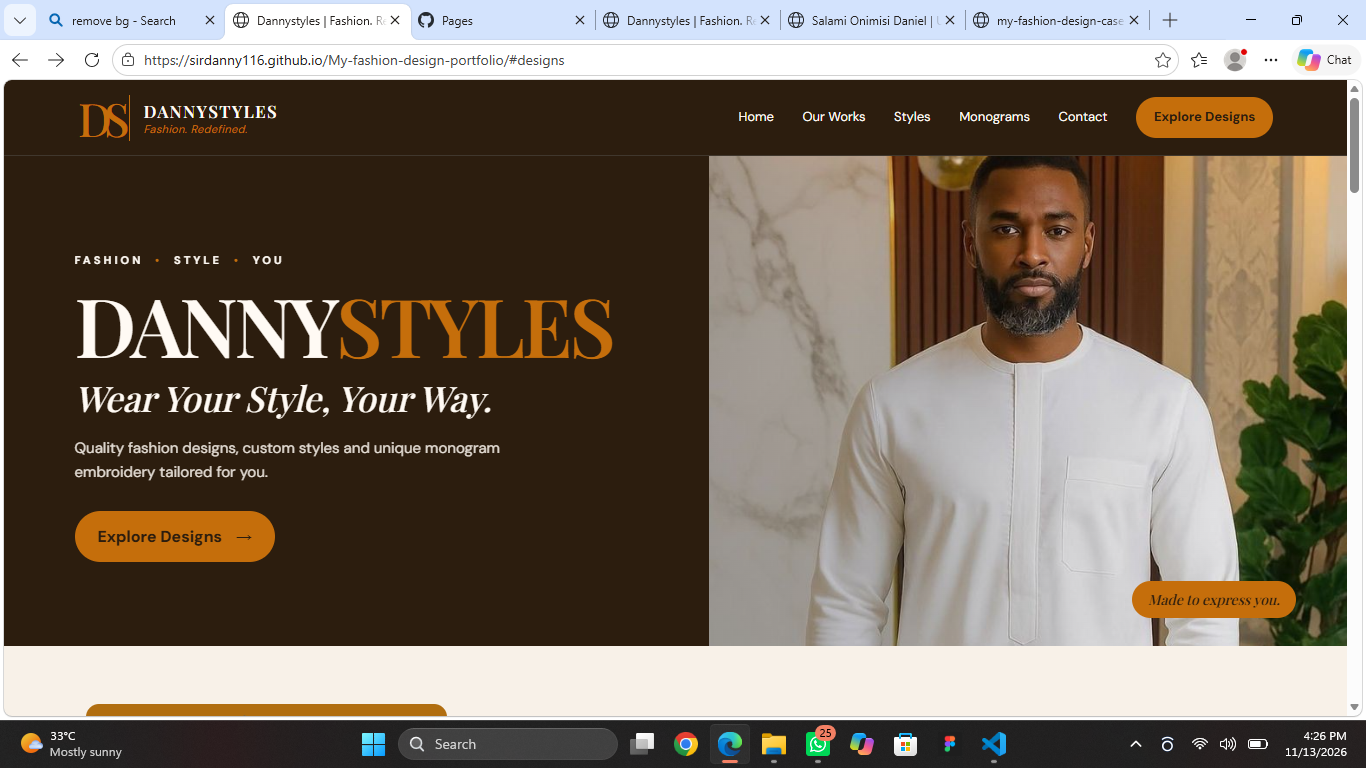 remove bg - Search
Dannystyles | Fashion. Re
Pages
Dannystyles | Fashion. Re
Salami Onimisi Daniel |
my-fashion-design-case
https://sirdanny116.github.io/My-fashion-design-portfolio/#designs
Chat
DS
DANNYSTYLES
Fashion. Redefined.
Home
Our Works
Styles
Monograms
Contact
Explore Designs
FASHION • STYLE • YOU
DANNYSTYLES
Wear Your Style, Your Way.
Quality fashion designs, custom styles and unique monogram
embroidery tailored for you.
Explore Designs →
Made to express you.
33°C
Mostly sunny
Search
25
4:26 PM
11/13/2026